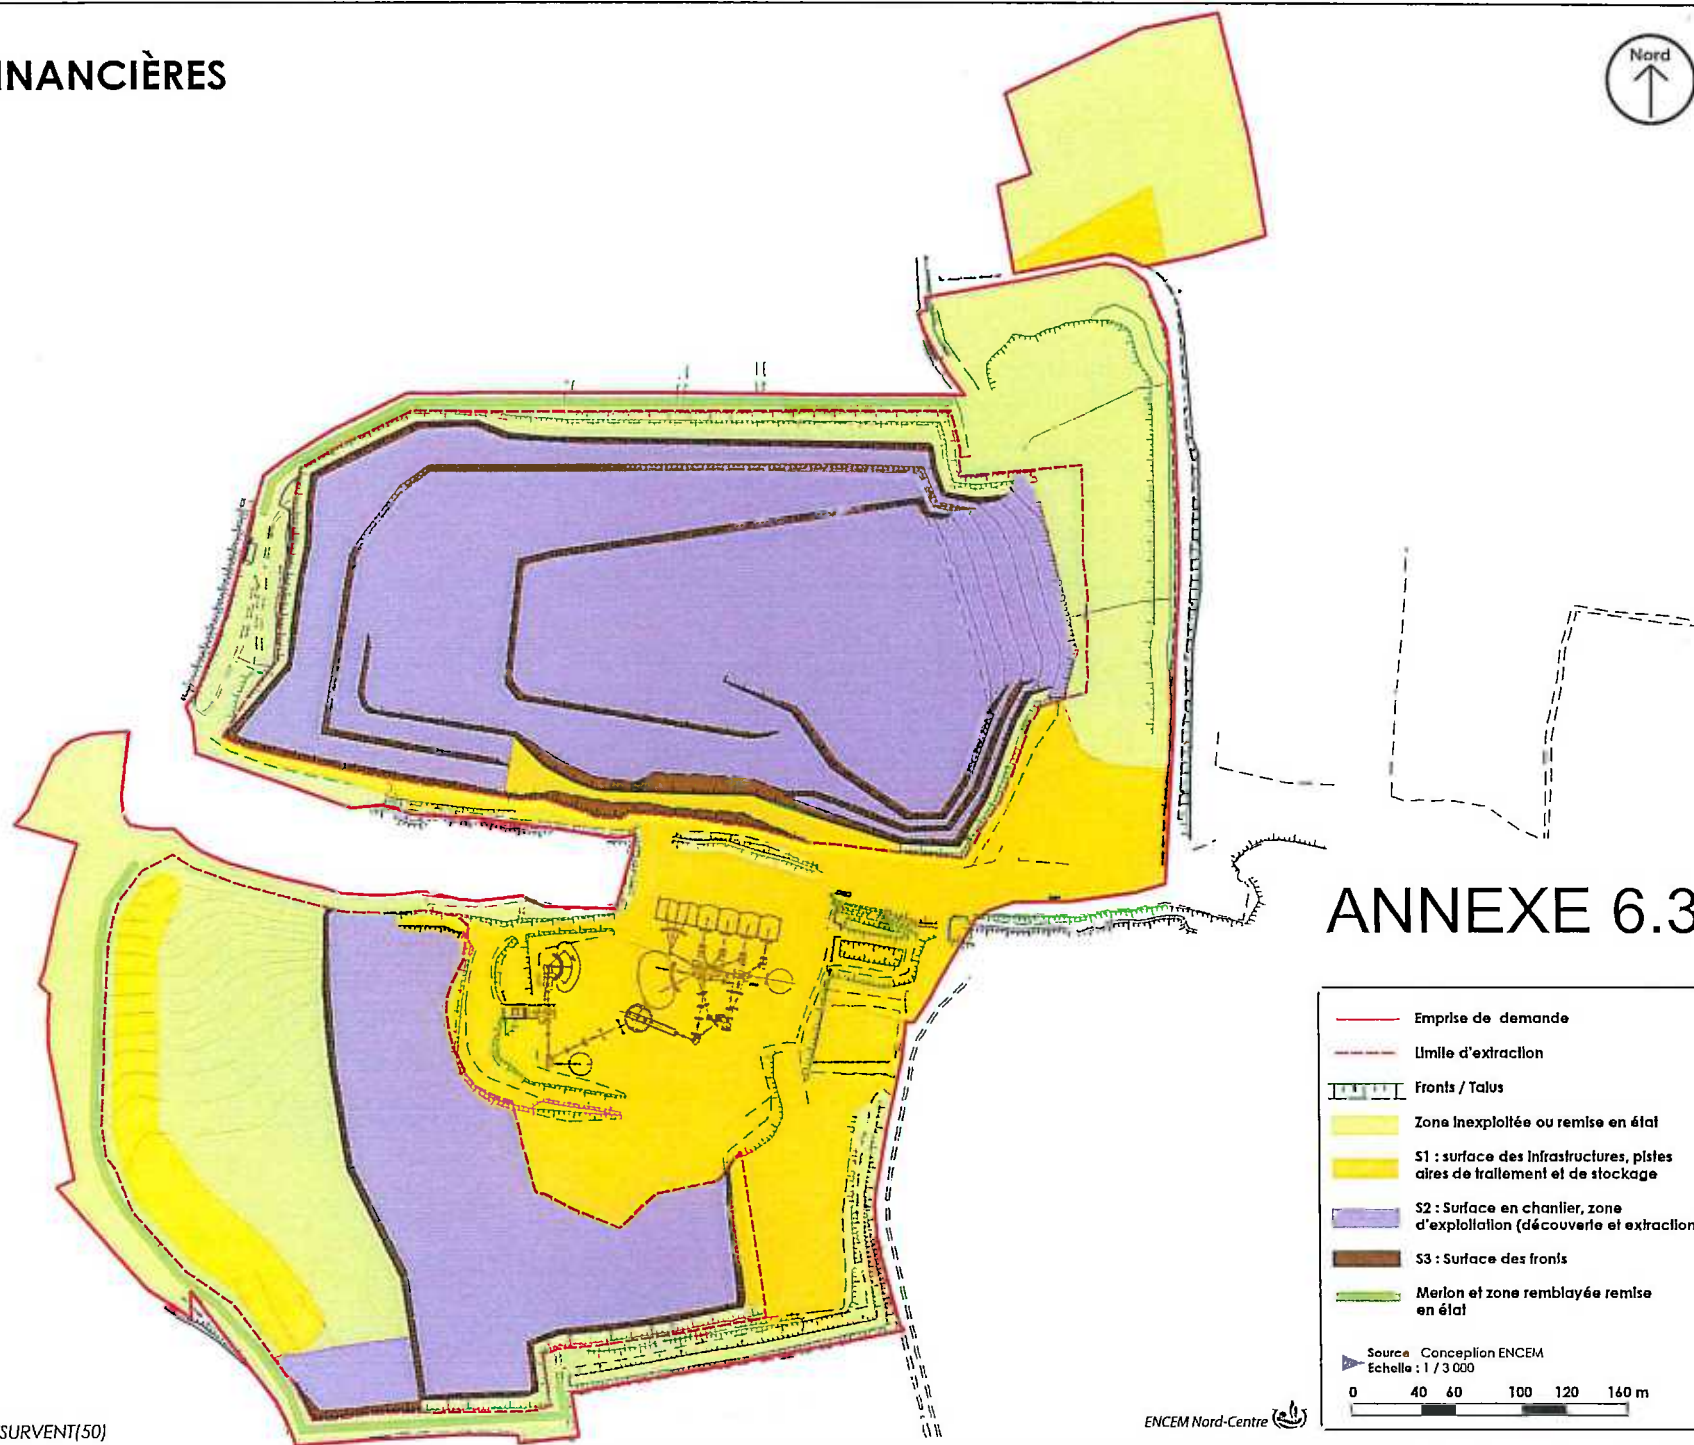 INANCIÈRES
Nord
ANNEXE 6.3
Emprise de demande
Limite d'extraction
Fronts / Talus
Zone inexploitée ou remise en état
S1 : surface des infrastructures, pistes
aires de traitement et de stockage
S2 : Surface en chantier, zone
d'exploitation (découverte et extraction
S3 : Surface des fronts
Merlon et zone remblayée remise
en état
Source Conception ENCEM
Echelle : 1 / 3 000
0 40 60 100 120 160 m
ENCEM Nord-Centre
SURVENT(50)